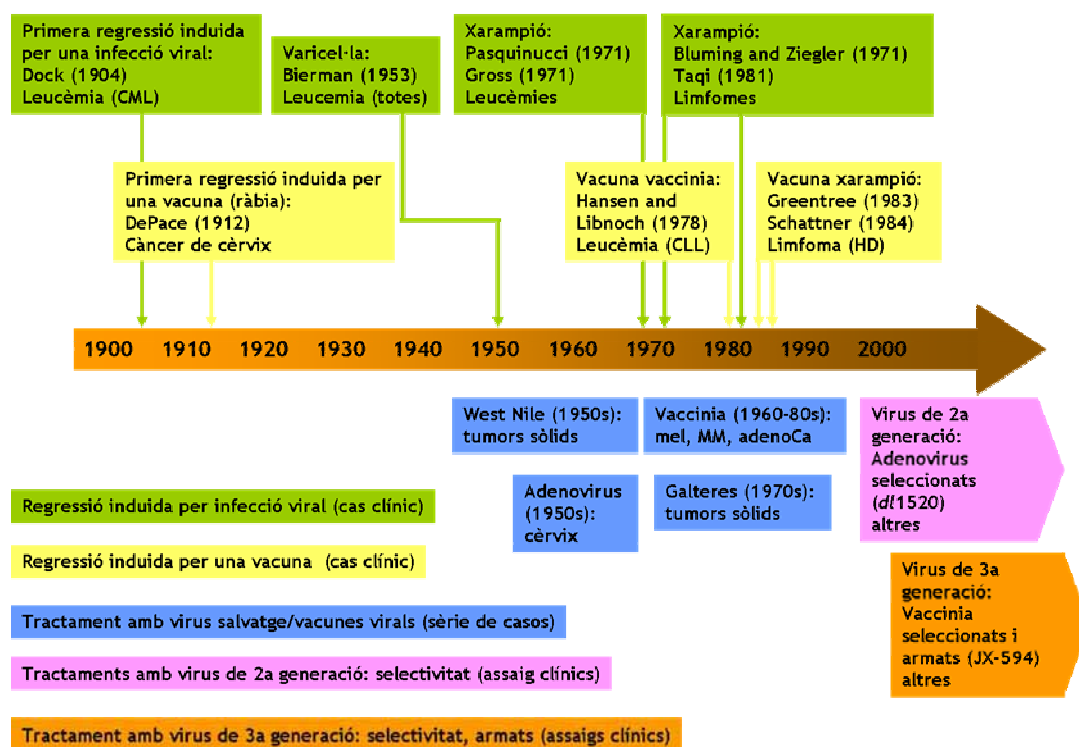 Primera regressió induida
per una infecció viral:
Dock (1904)
Leucèmia (CML)
Varicel·la:
Bierman (1953)
Leucemia (totes)
Xarampió:
Pasquinucci (1971)
Gross (1971)
Leucèmies
Xarampió:
Bluming and Ziegler (1971)
Taqi (1981)
Limfomes
Primera regressió induida per
una vacuna (ràbia):
DePace (1912)
Càncer de cèrvix
Vacuna vaccinia:
Hansen and
Libnoch (1978)
Leucèmia (CLL)
Vacuna xarampió:
Greentree (1983)
Schattner (1984)
Limfoma (HD)
1900 1910 1920 1930 1940 1950 1960 1970 1980 1990 2000
West Nile (1950s):
tumors sòlids
Vaccinia (1960-80s):
mel, MM, adenoCa
Virus de 2a
generació:
Adenovirus
seleccionats
(dl1520)
altres
Adenovirus
(1950s):
cèrvix
Galteres (1970s):
tumors sòlids
Virus de 3a
generació:
Vaccinia
seleccionats i
armats (JX-594)
altres
Regressió induida per infecció viral (cas clínic)
Regressió induida per una vacuna (cas clínic)
Tractament amb virus salvatge/vacunes virals (sèrie de casos)
Tractaments amb virus de 2a generació: selectivitat (assaig clínics)
Tractament amb virus de 3a generació: selectivitat, armats (assaigs clínics)